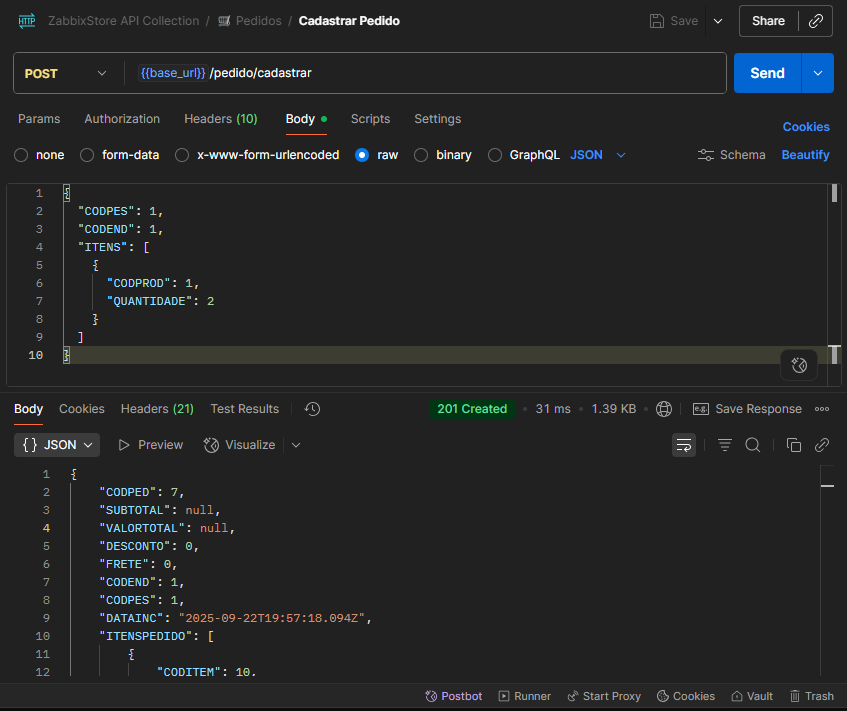 HTTP ZabbixStore API Collection / Pedidos / Cadastrar Pedido Save Share
POST {{base_url}} /pedido/cadastrar Send
Params Authorization Headers (10) Body Scripts Settings Cookies
none form-data x-www-form-urlencoded raw binary GraphQL JSON Schema Beautify
1 {
2 "CODPES": 1,
3 "CODEND": 1,
4 "ITENS": [
5 {
6 "CODPROD": 1,
7 "QUANTIDADE": 2
8 }
9 ]
10 }
Body Cookies Headers (21) Test Results 201 Created 31 ms 1.39 KB e.g. Save Response
{} JSON Preview Visualize
1 {
2 "CODPED": 7,
3 "SUBTOTAL": null,
4 "VALORTOTAL": null,
5 "DESCONTO": 0,
6 "FRETE": 0,
7 "CODEND": 1,
8 "CODPES": 1,
9 "DATAINC": "2025-09-22T19:57:18.094Z",
10 "ITENSPEDIDO": [
11 {
12 "CODITEM": 10,
Postbot Runner Start Proxy Cookies Vault Trash